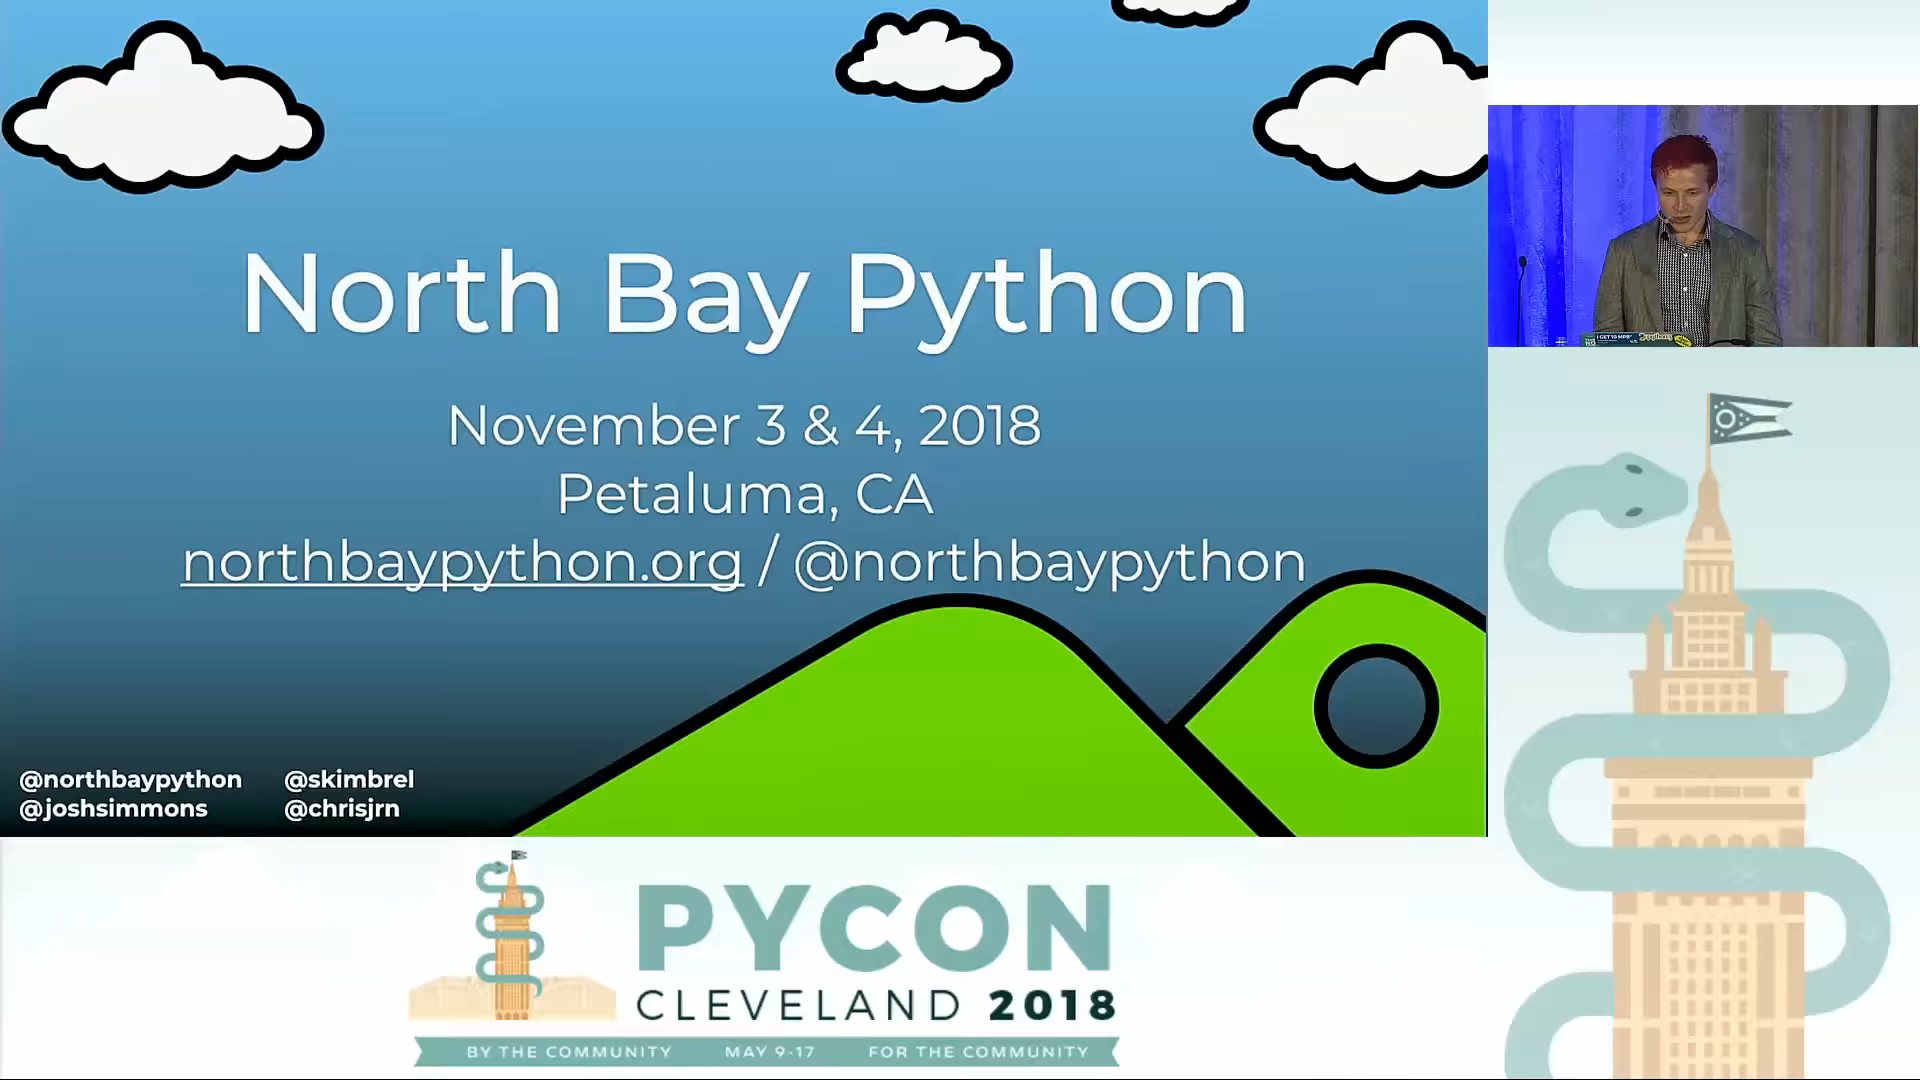 North Bay Python
November 3 & 4, 2018
Petaluma, CA
northbaypython.org / @northbaypython
@northbaypython @skimbrel
@joshsimmons @chrisjrn
PYCON
CLEVELAND 2018
BY THE COMMUNITY MAY 9-17 FOR THE COMMUNITY